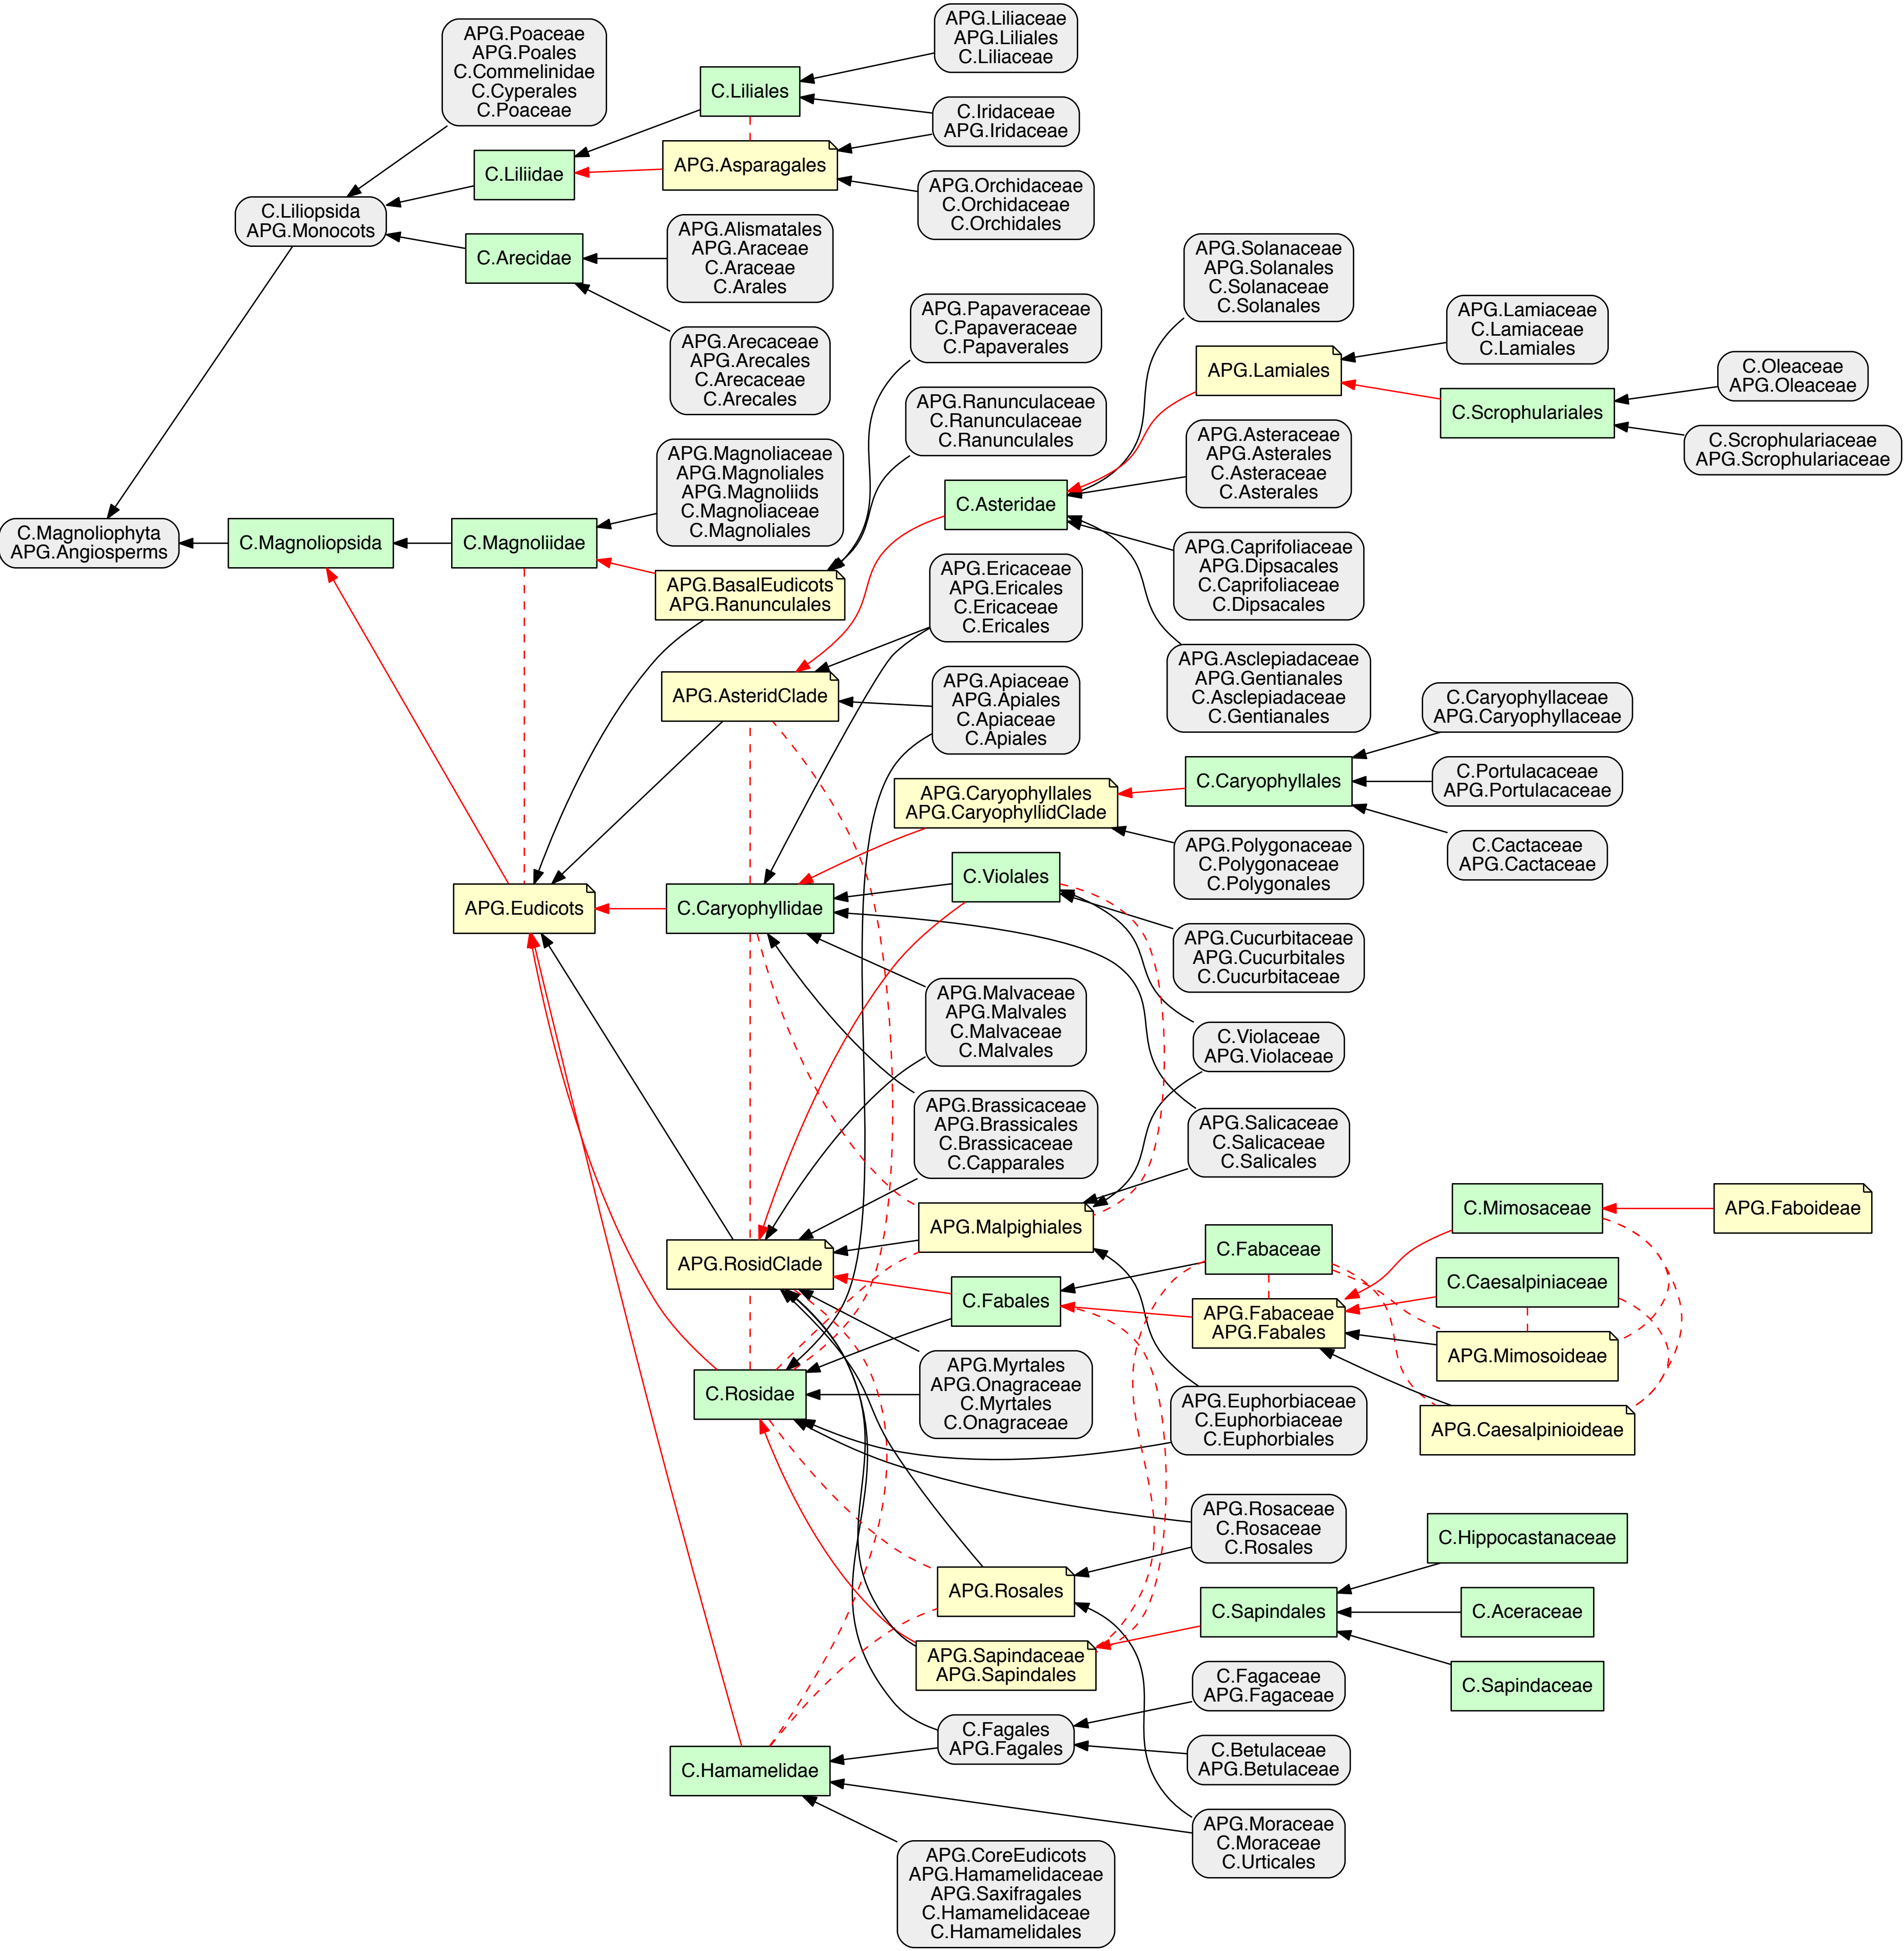 APG.Poaceae
APG.Poales
C.Commelinidae
C.Cyperales
C.Poaceae
C.Liliopsida
APG.Monocots
C.Magnoliophyta
APG.Angiosperms
C.Magnoliopsida
C.Liliidae
C.Arecidae
C.Magnoliidae
APG.Eudicots
C.Liliales
APG.Asparagales
APG.Alismatales
APG.Araceae
C.Araceae
C.Arales
APG.Arecaceae
APG.Arecales
C.Arecaceae
C.Arecales
APG.Magnoliaceae
APG.Magnoliales
APG.Magnoliids
C.Magnoliaceae
C.Magnoliales
APG.BasalEudicots
APG.Ranunculales
APG.AsteridClade
C.Caryophyllidae
APG.RosidClade
C.Rosidae
C.Hamamelidae
APG.Liliaceae
APG.Liliales
C.Liliaceae
C.Iridaceae
APG.Iridaceae
APG.Orchidaceae
C.Orchidaceae
C.Orchidales
APG.Papaveraceae
C.Papaveraceae
C.Papaverales
APG.Ranunculaceae
C.Ranunculaceae
C.Ranunculales
C.Asteridae
APG.Ericaceae
APG.Ericales
C.Ericaceae
C.Ericales
APG.Apiaceae
APG.Apiales
C.Apiaceae
C.Apiales
APG.Caryophyllales
APG.CaryophyllidClade
C.Violales
APG.Malvaceae
APG.Malvales
C.Malvaceae
C.Malvales
APG.Brassicaceae
APG.Brassicales
C.Brassicaceae
C.Capparales
APG.Malpighiales
C.Fabales
APG.Myrtales
APG.Onagraceae
C.Myrtales
C.Onagraceae
APG.Rosales
APG.Sapindaceae
APG.Sapindales
C.Fagales
APG.Fagales
APG.CoreEudicots
APG.Hamamelidaceae
APG.Saxifragales
C.Hamamelidaceae
C.Hamamelidales
APG.Solanaceae
APG.Solanales
C.Solanaceae
C.Solanales
APG.Lamiales
APG.Asteraceae
APG.Asterales
C.Asteraceae
C.Asterales
APG.Caprifoliaceae
APG.Dipsacales
C.Caprifoliaceae
C.Dipsacales
APG.Asclepiadaceae
APG.Gentianales
C.Asclepiadaceae
C.Gentianales
C.Caryophyllales
APG.Polygonaceae
C.Polygonaceae
C.Polygonales
APG.Cucurbitaceae
APG.Cucurbitales
C.Cucurbitaceae
C.Violaceae
APG.Violaceae
APG.Salicaceae
C.Salicaceae
C.Salicales
C.Fabaceae
APG.Fabaceae
APG.Fabales
APG.Euphorbiaceae
C.Euphorbiaceae
C.Euphorbiales
APG.Rosaceae
C.Rosaceae
C.Rosales
C.Sapindales
C.Fagaceae
APG.Fagaceae
C.Betulaceae
APG.Betulaceae
APG.Moraceae
C.Moraceae
C.Urticales
APG.Lamiaceae
C.Lamiaceae
C.Lamiales
C.Scrophulariales
C.Caryophyllaceae
APG.Caryophyllaceae
C.Portulacaceae
APG.Portulacaceae
C.Cactaceae
APG.Cactaceae
C.Mimosaceae
C.Caesalpiniaceae
APG.Mimosoideae
APG.Caesalpinioideae
C.Hippocastanaceae
C.Aceraceae
C.Sapindaceae
C.Oleaceae
APG.Oleaceae
C.Scrophulariaceae
APG.Scrophulariaceae
APG.Faboideae